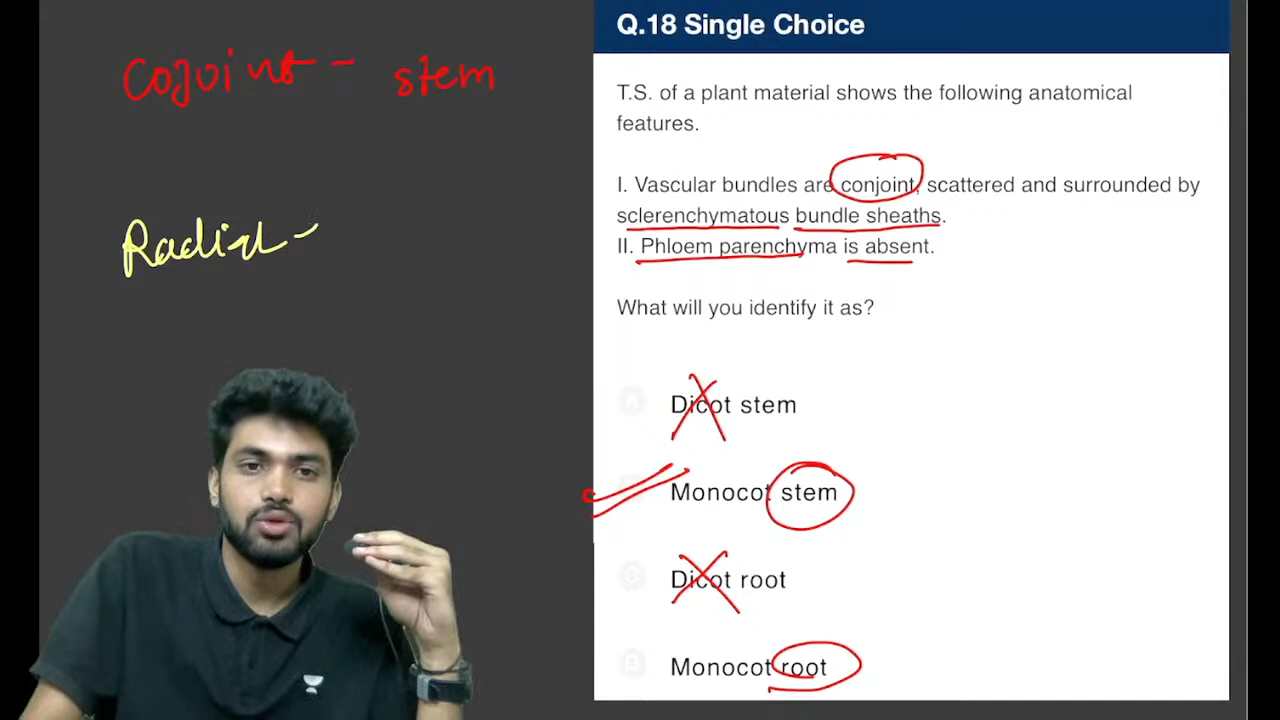 Cojoint - stem
Radial -
Q.18 Single Choice
T.S. of a plant material shows the following anatomical
features.
I. Vascular bundles are conjoint, scattered and surrounded by
sclerenchymatous bundle sheaths.
II. Phloem parenchyma is absent.
What will you identify it as?
A Dicot stem
Monocot stem
C Dicot root
D Monocot root